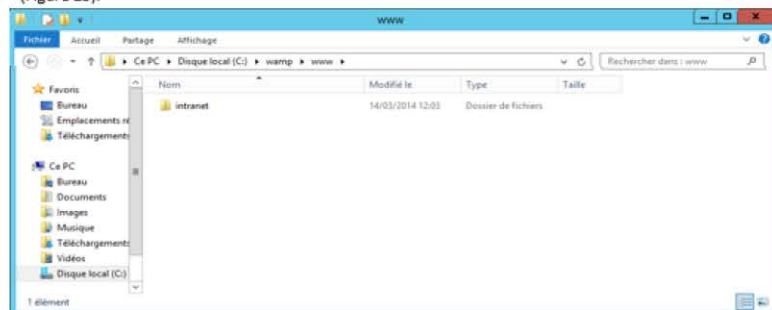 www
Fichier Accueil Partage Affichage
Ce PC Disque local (C:) wamp www Rechercher dans : www
Nom Modifié le Type Taille
Favoris
Bureau
Emplacements ré
Téléchargements
Ce PC
Bureau
Documents
Images
Musique
Téléchargements
Vidéos
Disque local (C:)
intranet 14/03/2014 12:03 Dossier de fichiers
1 élément